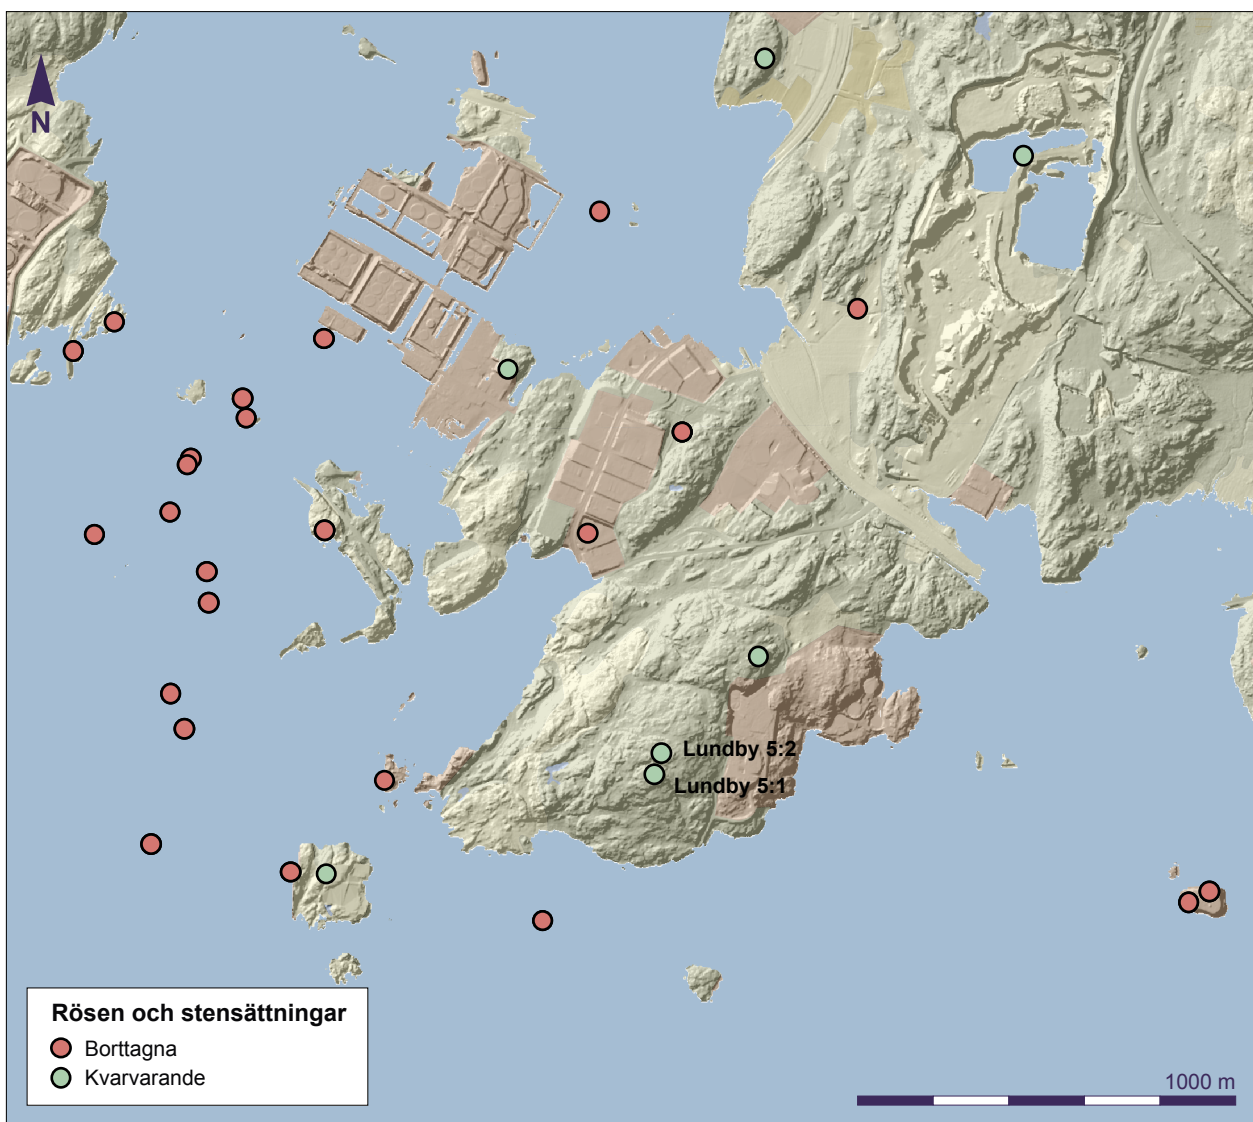 N
Lundby 5:2
Lundby 5:1
Rösen och stensättningar
Borttagna
Kvarvarande
1000 m